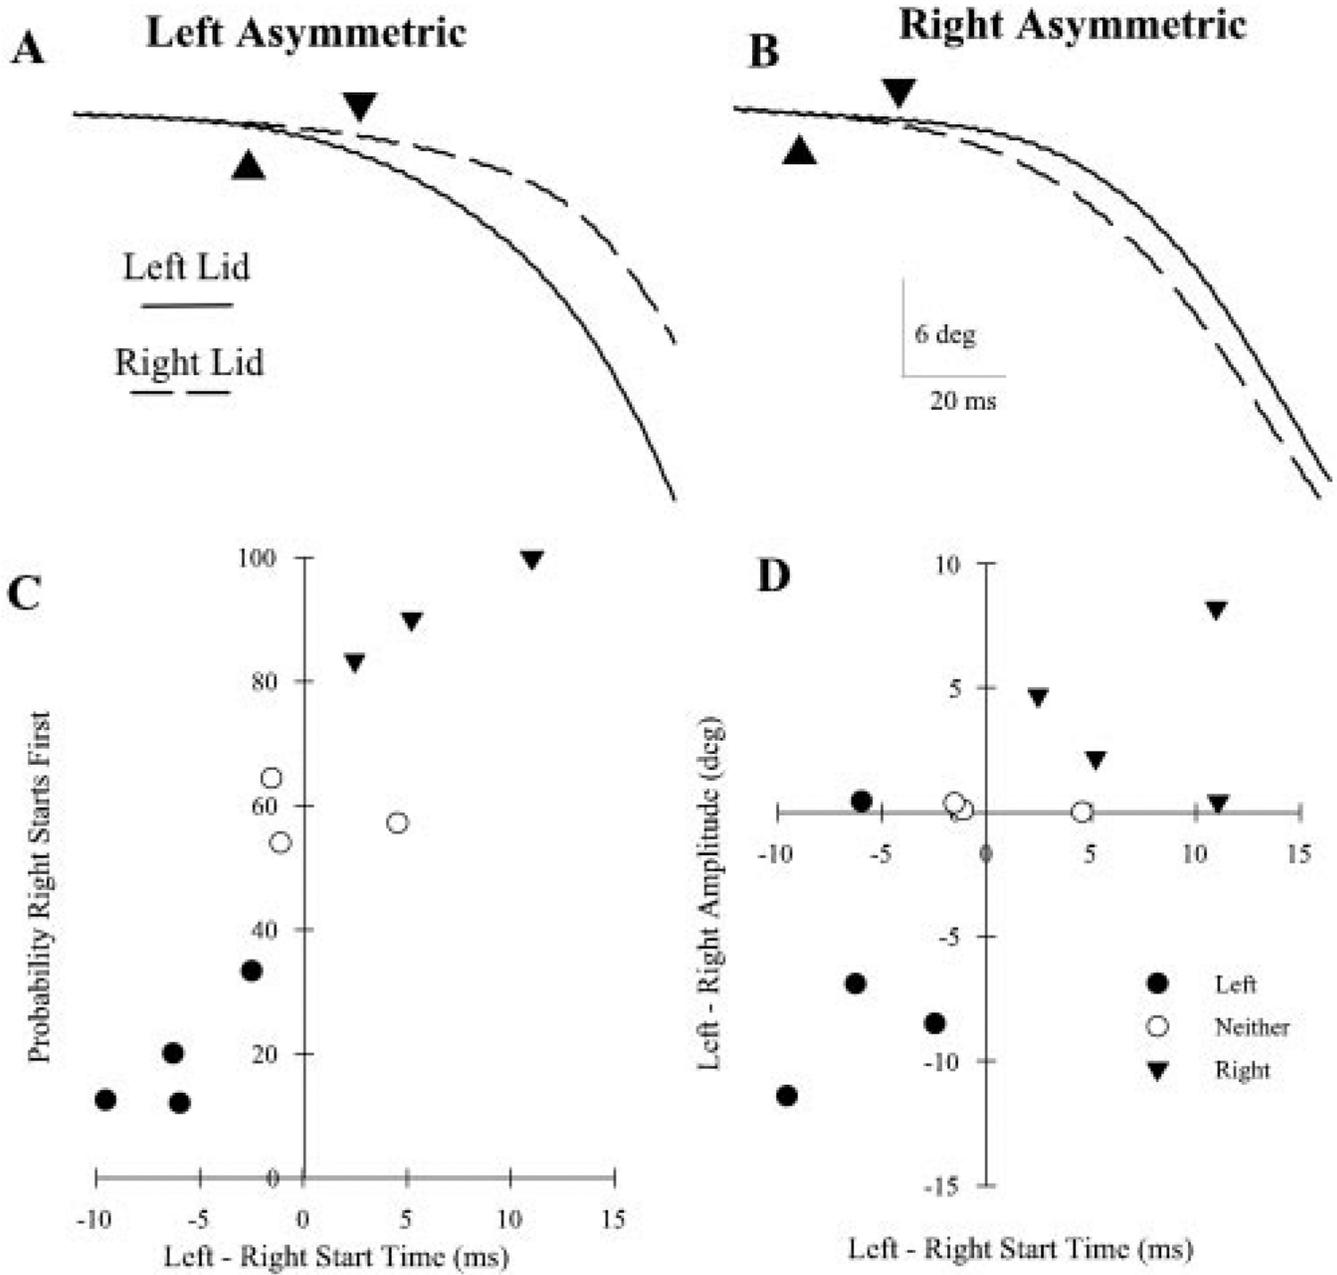 A
Left Asymmetric
B
Right Asymmetric
Left Lid
Right Lid
6 deg
20 ms
C
Probability Right Starts First
100
80
60
40
20
0
-10 -5 0 5 10 15
Left - Right Start Time (ms)
D
Left - Right Amplitude (deg)
10
5
-10 -5 0 5 10 15
-5
-10
-15
Left
Neither
Right
Left - Right Start Time (ms)